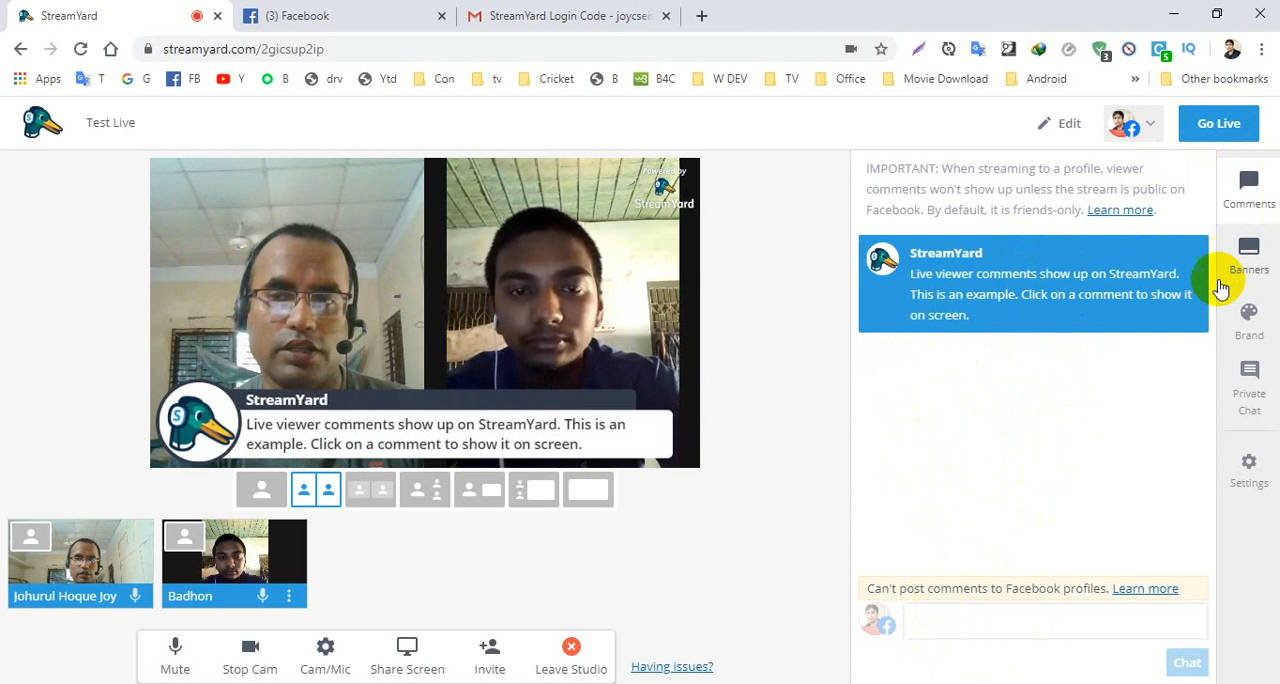 StreamYard
(3) Facebook
StreamYard Login Code - joycsei
streamyard.com/2gicsup2ip
Apps T G FB Y B drv Ytd Con tv Cricket B B4C W DEV TV Office Movie Download Android » Other bookmarks
3
5
IQ
Test Live
Edit
Go Live
Powered by
StreamYard
StreamYard
Live viewer comments show up on StreamYard. This is an
example. Click on a comment to show it on screen.
Johurul Hoque Joy
Badhon
Mute
Stop Cam
Cam/Mic
Share Screen
Invite
Leave Studio
Having issues?
IMPORTANT: When streaming to a profile, viewer
comments won't show up unless the stream is public on
Facebook. By default, it is friends-only. Learn more.
StreamYard
Live viewer comments show up on StreamYard.
This is an example. Click on a comment to show it
on screen.
Can't post comments to Facebook profiles. Learn more
Chat
Comments
Banners
Brand
Private
Chat
Settings